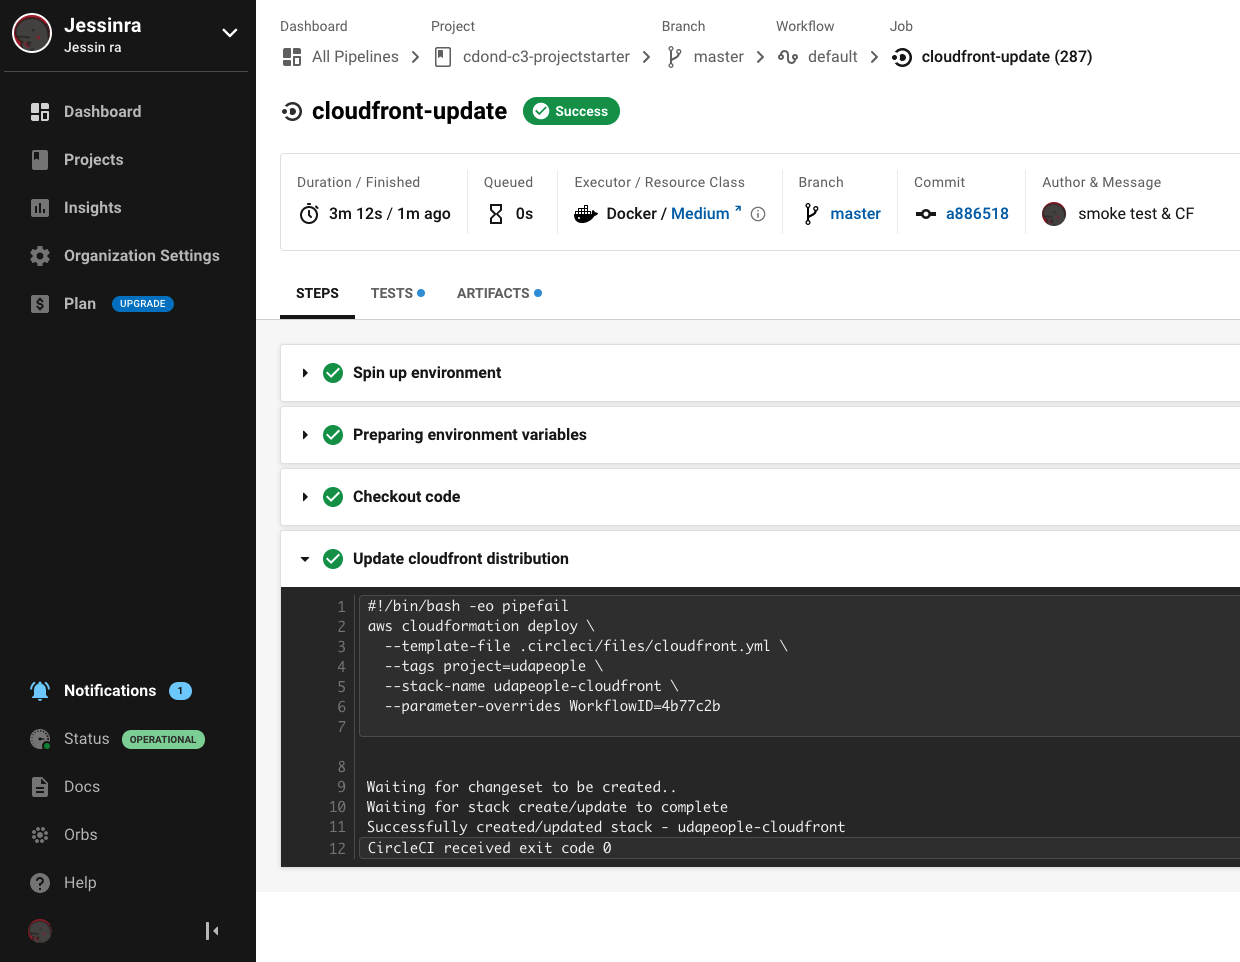 Jessinra
Jessin ra
Dashboard
Projects
Insights
Organization Settings
Plan UPGRADE
Notifications 1
Status OPERATIONAL
Docs
Orbs
Help
Dashboard Project Branch Workflow Job
All Pipelines cdond-c3-projectstarter master default cloudfront-update (287)
cloudfront-update Success
Duration / Finished Queued Executor / Resource Class Branch Commit Author & Message
3m 12s / 1m ago 0s Docker / Medium master a886518 smoke test & CF
STEPS TESTS ARTIFACTS
Spin up environment
Preparing environment variables
Checkout code
Update cloudfront distribution
1 #!/bin/bash -eo pipefail
2 aws cloudformation deploy \
3 --template-file .circleci/files/cloudfront.yml \
4 --tags project=udapeople \
5 --stack-name udapeople-cloudfront \
6 --parameter-overrides WorkflowID=4b77c2b
7
8
9 Waiting for changeset to be created..
10 Waiting for stack create/update to complete
11 Successfully created/updated stack - udapeople-cloudfront
12 CircleCI received exit code 0